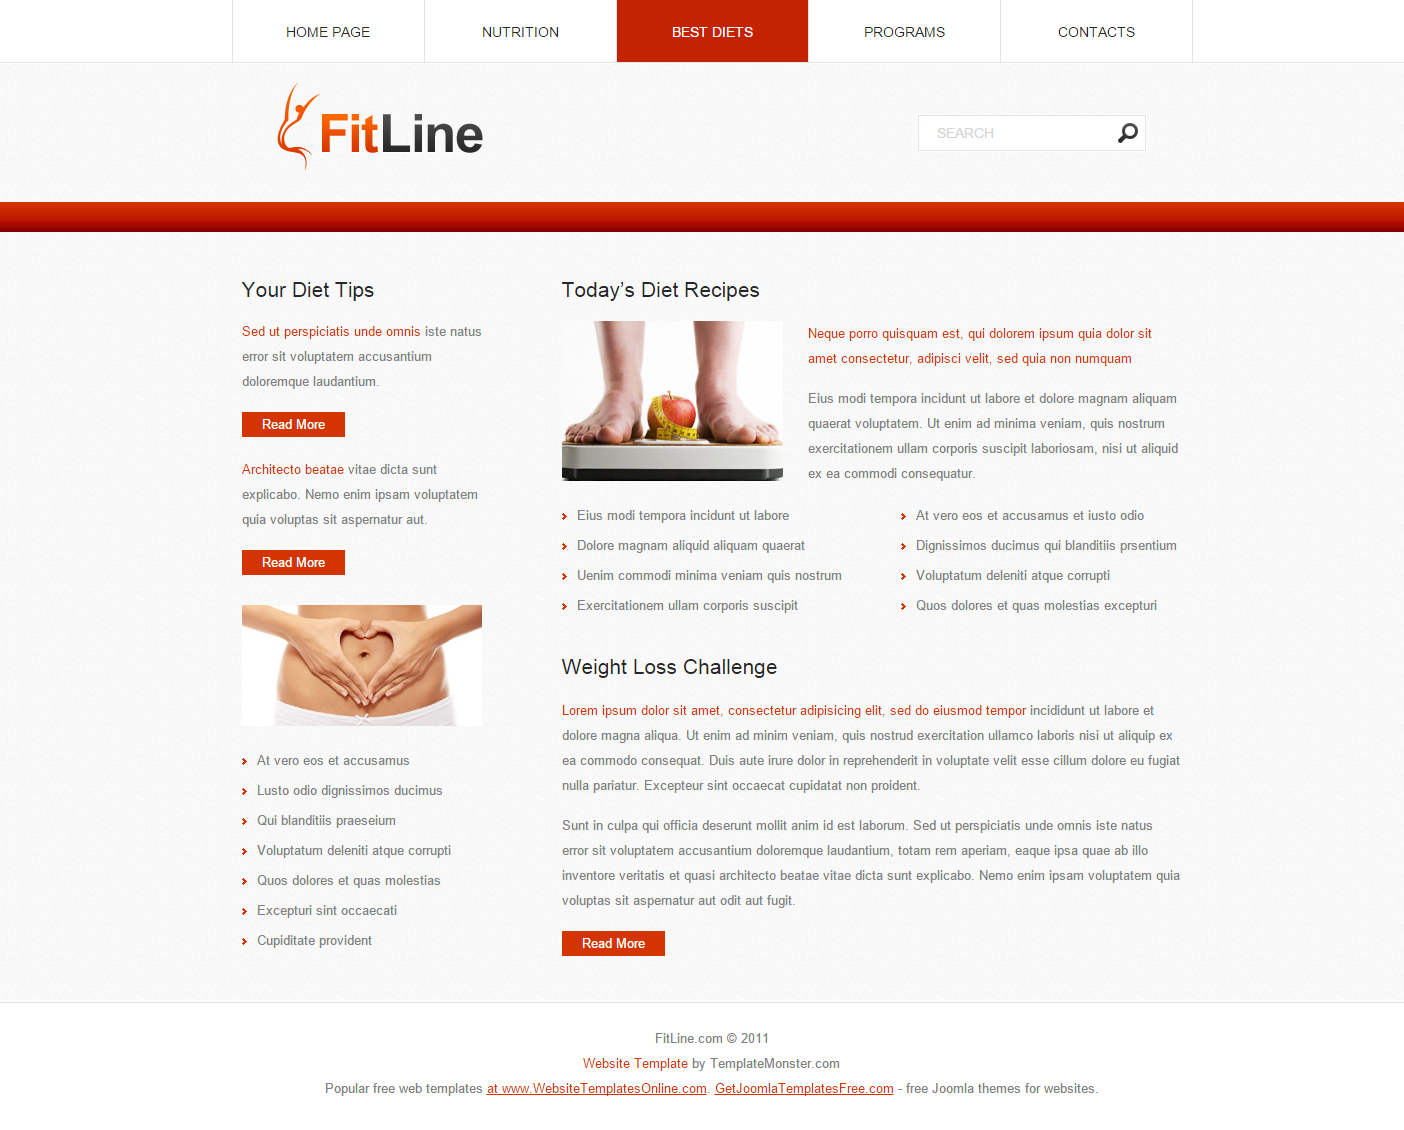 HOME PAGE
NUTRITION
BEST DIETS
PROGRAMS
CONTACTS
FitLine
SEARCH
Your Diet Tips
Sed ut perspiciatis unde omnis iste natus
error sit voluptatem accusantium
doloremque laudantium.
Read More
Architecto beatae vitae dicta sunt
explicabo. Nemo enim ipsam voluptatem
quia voluptas sit aspernatur aut.
Read More
At vero eos et accusamus
Lusto odio dignissimos ducimus
Qui blanditiis praeseium
Voluptatum deleniti atque corrupti
Quos dolores et quas molestias
Excepturi sint occaecati
Cupiditate provident
Today’s Diet Recipes
Neque porro quisquam est, qui dolorem ipsum quia dolor sit
amet consectetur, adipisci velit, sed quia non numquam
Eius modi tempora incidunt ut labore et dolore magnam aliquam
quaerat voluptatem. Ut enim ad minima veniam, quis nostrum
exercitationem ullam corporis suscipit laboriosam, nisi ut aliquid
ex ea commodi consequatur.
Eius modi tempora incidunt ut labore
Dolore magnam aliquid aliquam quaerat
Uenim commodi minima veniam quis nostrum
Exercitationem ullam corporis suscipit
At vero eos et accusamus et iusto odio
Dignissimos ducimus qui blanditiis prsentium
Voluptatum deleniti atque corrupti
Quos dolores et quas molestias excepturi
Weight Loss Challenge
Lorem ipsum dolor sit amet, consectetur adipisicing elit, sed do eiusmod tempor incididunt ut labore et
dolore magna aliqua. Ut enim ad minim veniam, quis nostrud exercitation ullamco laboris nisi ut aliquip ex
ea commodo consequat. Duis aute irure dolor in reprehenderit in voluptate velit esse cillum dolore eu fugiat
nulla pariatur. Excepteur sint occaecat cupidatat non proident.
Sunt in culpa qui officia deserunt mollit anim id est laborum. Sed ut perspiciatis unde omnis iste natus
error sit voluptatem accusantium doloremque laudantium, totam rem aperiam, eaque ipsa quae ab illo
inventore veritatis et quasi architecto beatae vitae dicta sunt explicabo. Nemo enim ipsam voluptatem quia
voluptas sit aspernatur aut odit aut fugit.
Read More
FitLine.com © 2011
Website Template by TemplateMonster.com
Popular free web templates at www.WebsiteTemplatesOnline.com. GetJoomlaTemplatesFree.com - free Joomla themes for websites.